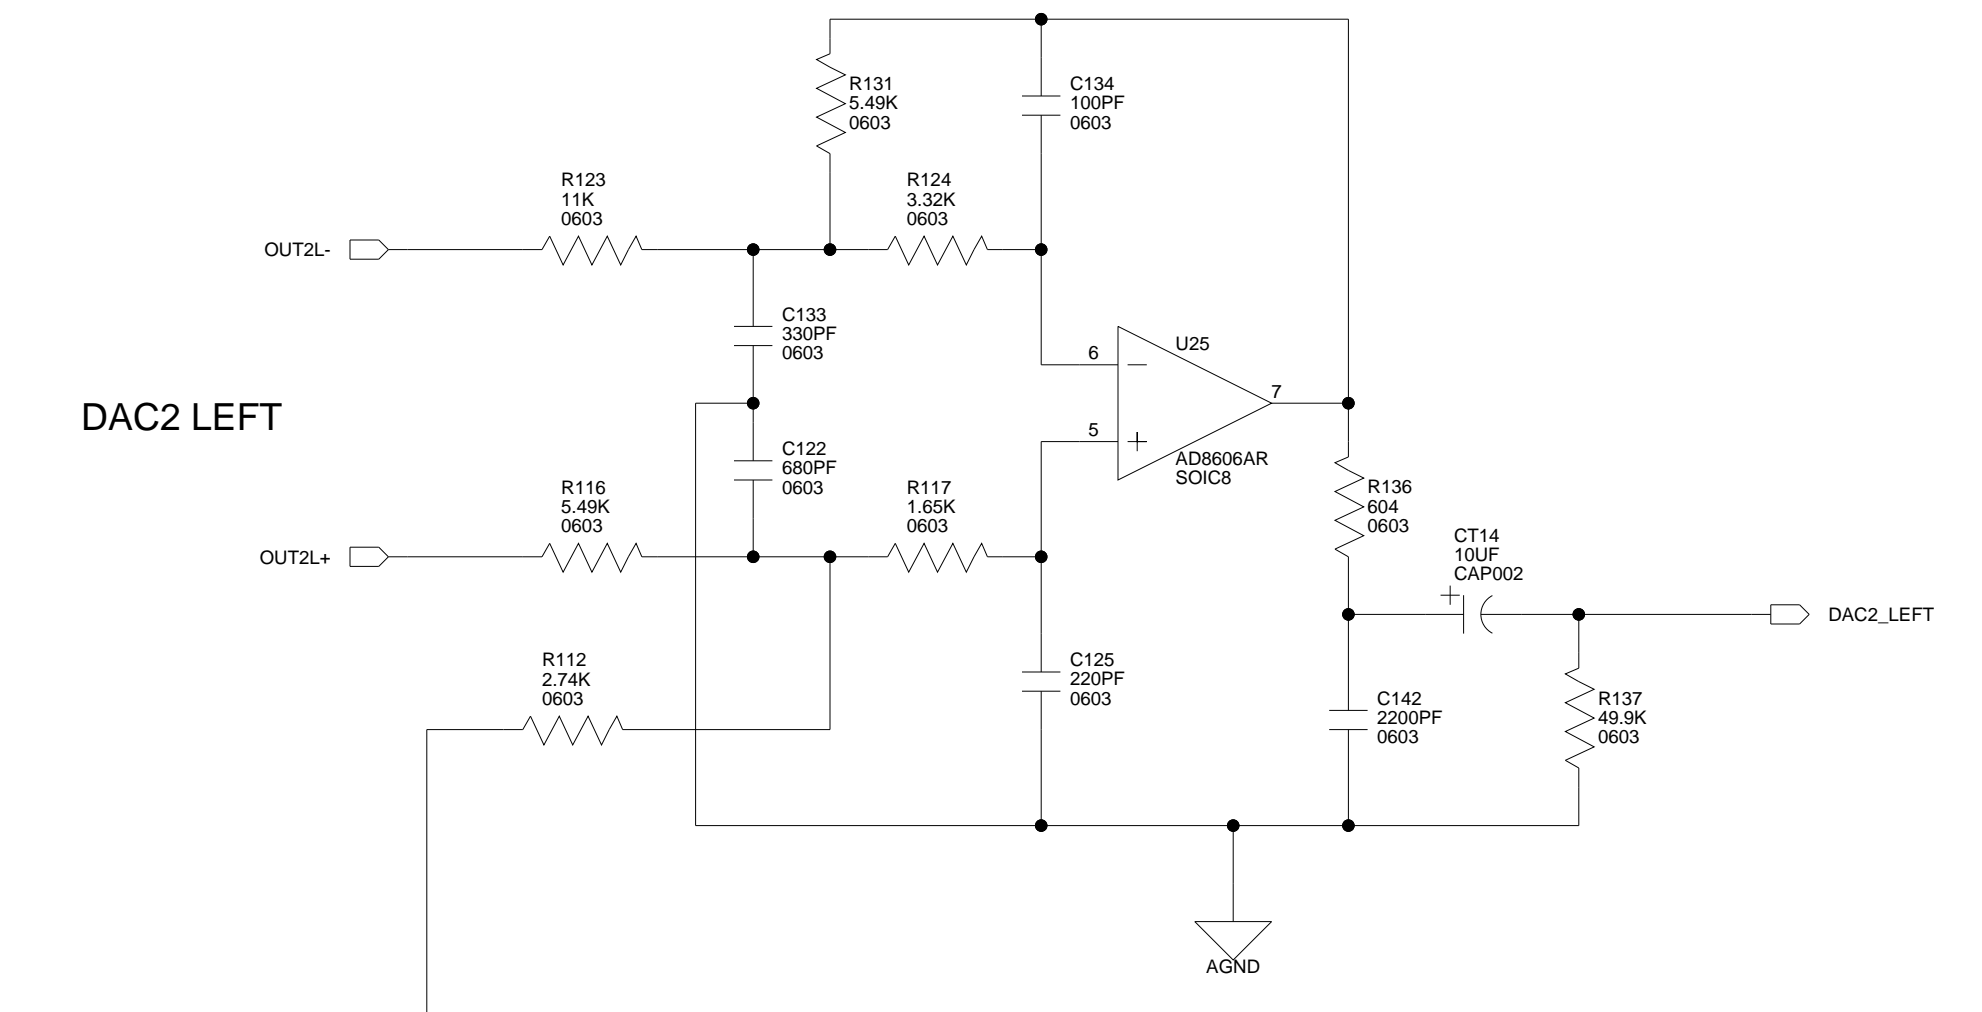 R131
5.49K
0603
C134
100PF
0603
R123
11K
0603
R124
3.32K
0603
OUT2L-
C133
330PF
0603
U25
6
7
DAC2 LEFT
5
C122
680PF
0603
AD8606AR
SOIC8
R116
5.49K
0603
R117
1.65K
0603
R136
604
0603
OUT2L+
CT14
10UF
CAP002
+
DAC2_LEFT
R112
2.74K
0603
C125
220PF
0603
C142
2200PF
0603
R137
49.9K
0603
AGND